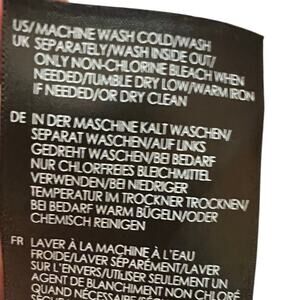 US/MACHINE WASH COLD/WASH
UK SEPARATELY/WASH INSIDE OUT/
ONLY NON-CHLORINE BLEACH WHEN
NEEDED/TUMBLE DRY LOW/WARM IRON
IF NEEDED/OR DRY CLEAN
DE IN DER MASCHINE KALT WASCHEN/
SEPARAT WASCHEN/AUF LINKS
GEDREHT WASCHEN/BEI BEDARF
NUR CHLORFREIES BLEICHMITTEL
VERWENDEN/BEI NIEDRIGER
TEMPERATUR IM TROCKNER TROCKNEN/
BEI BEDARF WARM BÜGELN/ODER
CHEMISCH REINIGEN
FR LAVER À LA MACHINE À L'EAU
FROIDE/LAVER SÉPARÉMENT/LAVER
SUR L'ENVERS/UTILISER SEULEMENT UN
AGENT DE BLANCHIMENT NON CHLORÉ
QUAND NÉCESSAIRE/